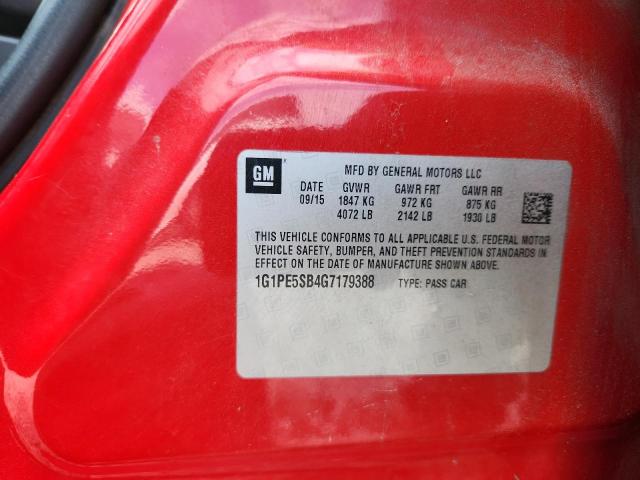 GM
MFD BY GENERAL MOTORS LLC
DATE GVWR GAWR FRT GAWR RR
09/15 1847 KG 972 KG 875 KG
4072 LB 2142 LB 1930 LB
THIS VEHICLE CONFORMS TO ALL APPLICABLE U.S. FEDERAL MOTOR
VEHICLE SAFETY, BUMPER, AND THEFT PREVENTION STANDARDS IN
EFFECT ON THE DATE OF MANUFACTURE SHOWN ABOVE.
1G1PE5SB4G7179388 TYPE: PASS CAR